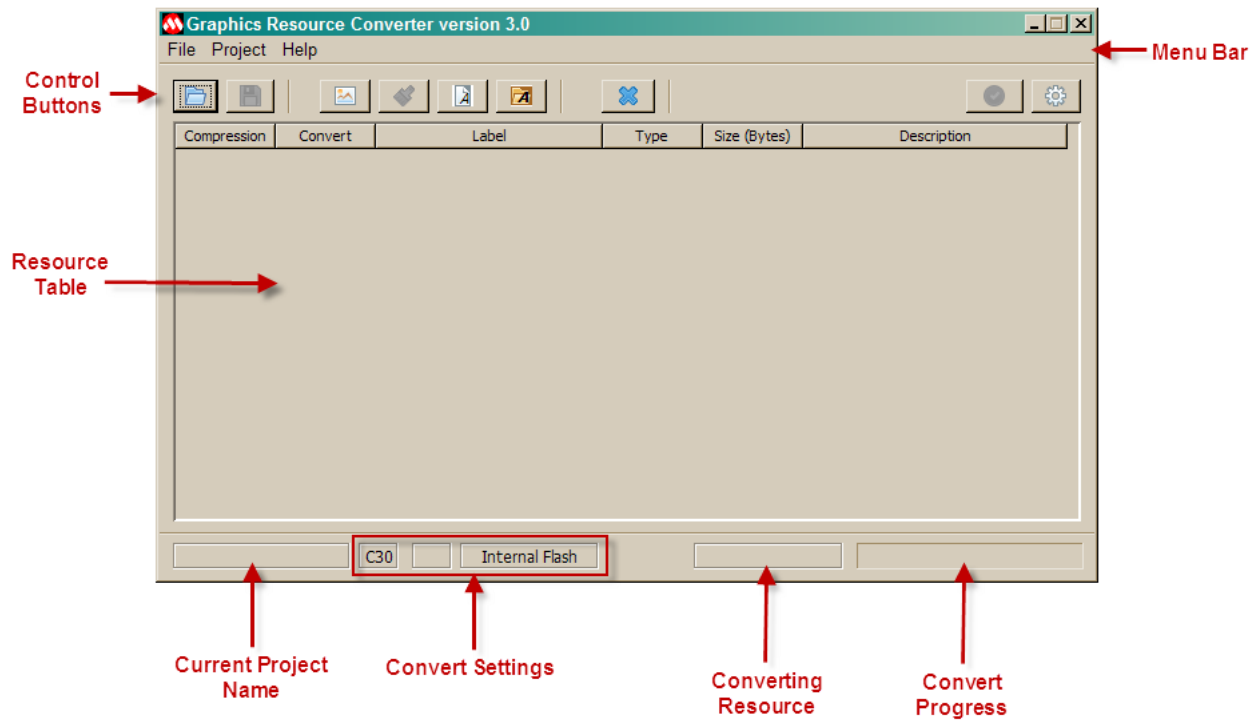 Graphics Resource Converter version 3.0
File Project Help
Menu Bar
Control
Buttons
Compression Convert Label Type Size (Bytes) Description
Resource
Table
C30 Internal Flash
Current Project
Name
Convert Settings
Converting
Resource
Convert
Progress